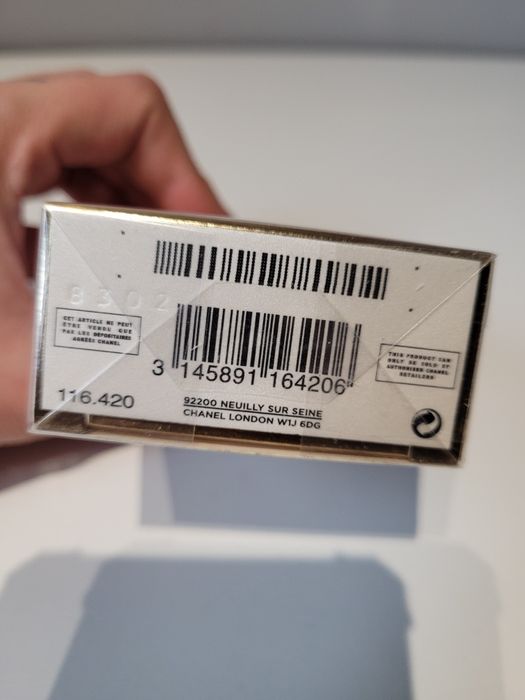 8302
CET ARTICLE NE PEUT
ÊTRE VENDU QUE
PAR LES DÉPOSITAIRES
AGRÉÉS CHANEL
3 145891 164206
THIS PRODUCT CAN
ONLY BE SOLD BY
AUTHORISED CHANEL
RETAILERS
116.420
92200 NEUILLY SUR SEINE
CHANEL LONDON W1J 6DG